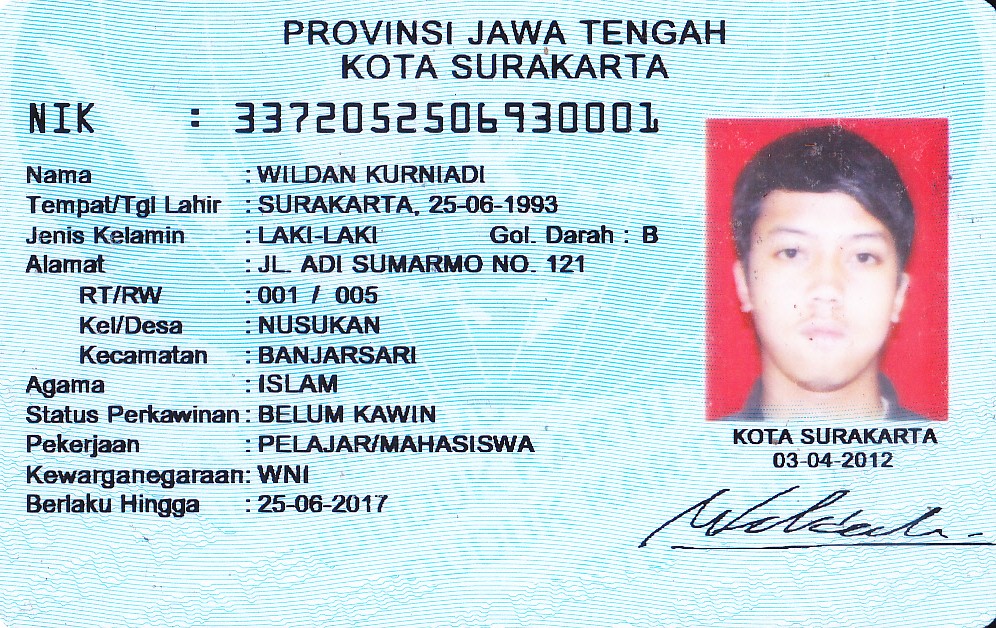 PROVINSI JAWA TENGAH
KOTA SURAKARTA
NIK : 3372052506930001
Nama : WILDAN KURNIADI
Tempat/Tgl Lahir : SURAKARTA, 25-06-1993
Jenis Kelamin : LAKI-LAKI Gol. Darah : B
Alamat : JL. ADI SUMARMO NO. 121
RT/RW : 001 / 005
Kel/Desa : NUSUKAN
Kecamatan : BANJARSARI
Agama : ISLAM
Status Perkawinan : BELUM KAWIN
Pekerjaan : PELAJAR/MAHASISWA
Kewarganegaraan : WNI
Berlaku Hingga : 25-06-2017
KOTA SURAKARTA
03-04-2012